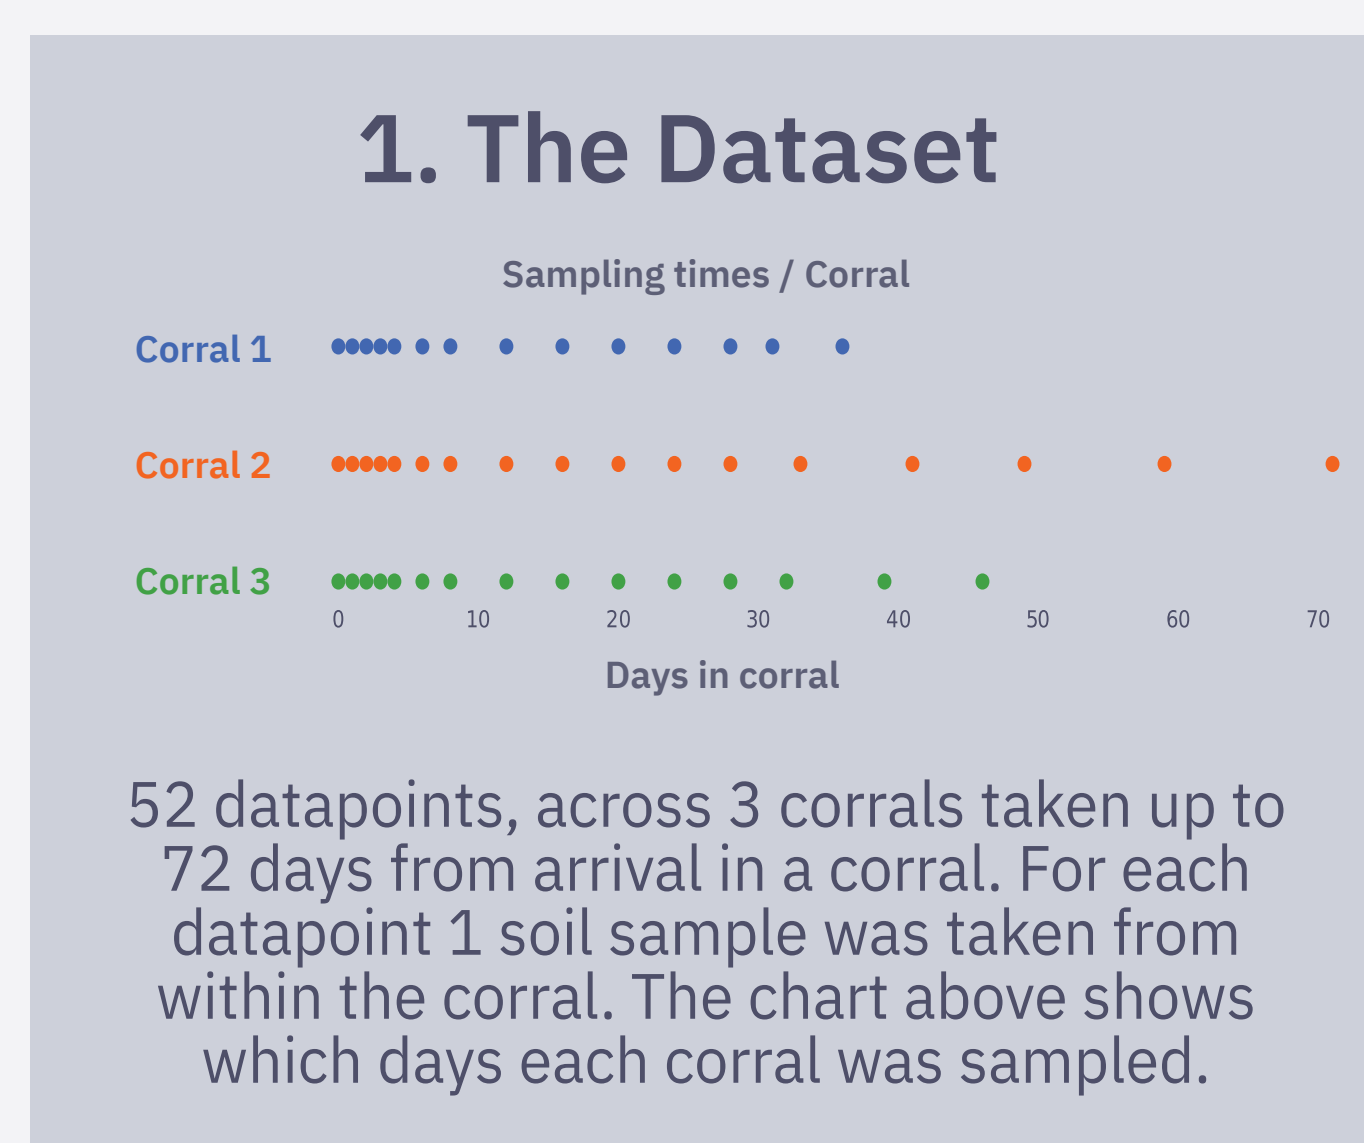 1. The Dataset
Sampling times / Corral
Corral 1
Corral 2
Corral 3
0 10 20 30 40 50 60 70
Days in corral
52 datapoints, across 3 corrals taken up to
72 days from arrival in a corral. For each
datapoint 1 soil sample was taken from
within the corral. The chart above shows
which days each corral was sampled.